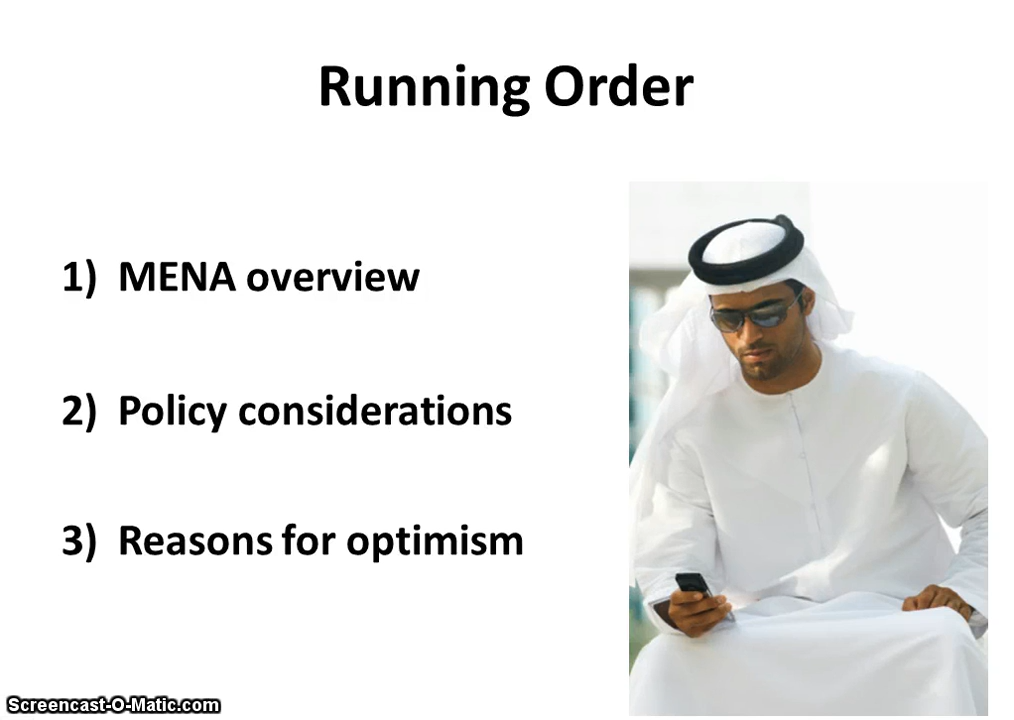 Running Order
1) MENA overview
2) Policy considerations
3) Reasons for optimism
Screencast-O-Matic.com